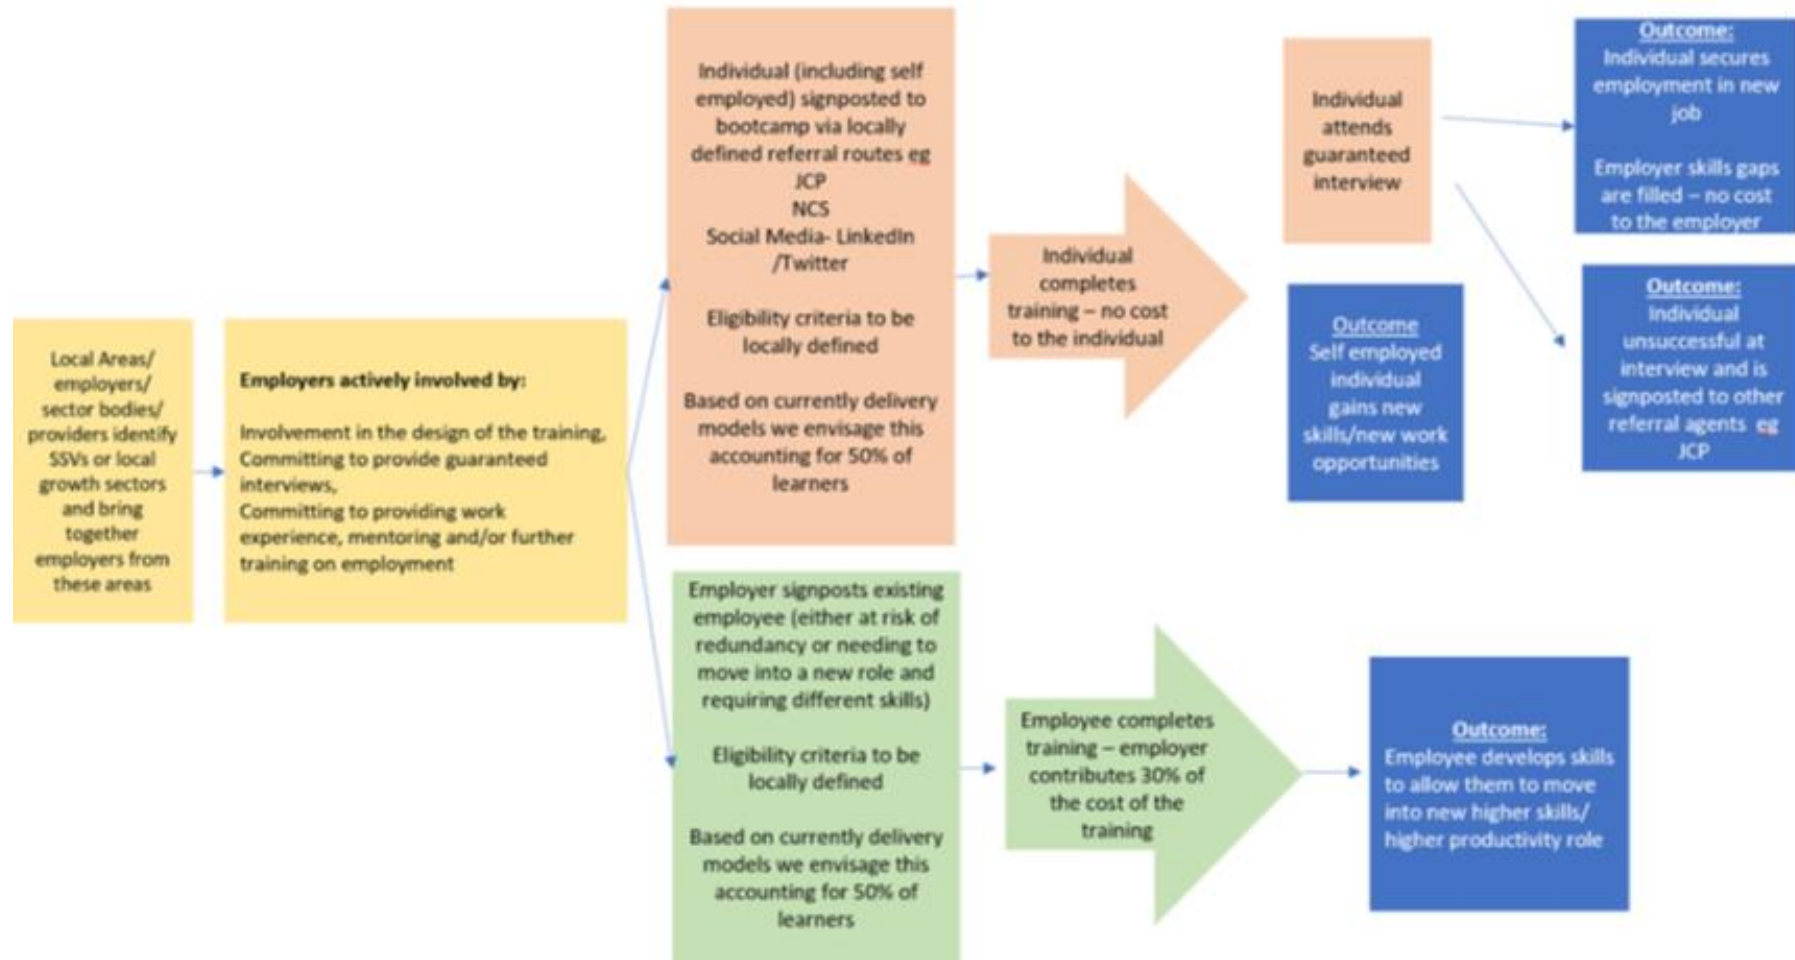 Local Areas/
employers/
sector bodies/
providers identify
SSVs or local
growth sectors
and bring
together
employers from
these areas
Employers actively involved by:
Involvement in the design of the training,
Committing to provide guaranteed
interviews,
Committing to providing work
experience, mentoring and/or further
training on employment
Individual (including self
employed) signposted to
bootcamp via locally
defined referral routes eg
JCP
NCS
Social Media- LinkedIn
/Twitter
Eligibility criteria to be
locally defined
Based on currently delivery
models we envisage this
accounting for 50% of
learners
Individual
completes
training – no cost
to the individual
Individual
attends
guaranteed
interview
Outcome:
Individual secures
employment in new
job
Employer skills gaps
are filled – no cost
to the employer
Outcome
Self employed
individual
gains new
skills/new work
opportunities
Outcome:
Individual
unsuccessful at
interview and is
signposted to other
referral agents eg
JCP
Employer signposts existing
employee (either at risk of
redundancy or needing to
move into a new role and
requiring different skills)
Eligibility criteria to be
locally defined
Based on currently delivery
models we envisage this
accounting for 50% of
learners
Employee completes
training – employer
contributes 30% of
the cost of the
training
Outcome:
Employee develops skills
to allow them to move
into new higher skills/
higher productivity role